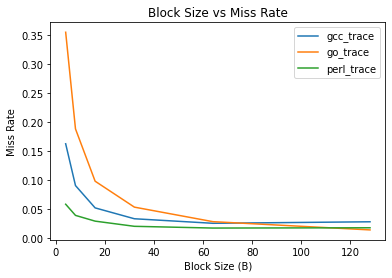 Block Size vs Miss Rate
gcc_trace
go_trace
perl_trace
Miss Rate
0.35
0.30
0.25
0.20
0.15
0.10
0.05
0.00
0 20 40 60 80 100 120
Block Size (B)